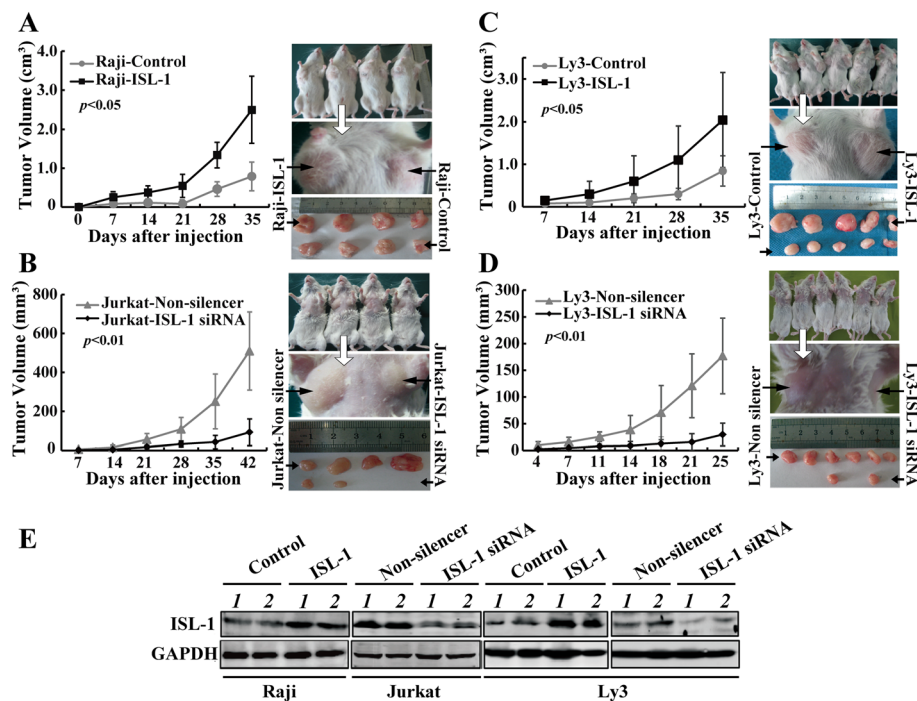 A
Tumor Volume (cm³)
4.0
3.0
2.0
1.0
0
Raji-Control
Raji-ISL-1
p<0.05
0 7 14 21 28 35
Days after injection
Raji-ISL-1
Raji-Control
C
Tumor Volume (cm³)
3.0
2.0
1.0
0
Ly3-Control
Ly3-ISL-1
p<0.05
7 14 21 28 35
Days after injection
Ly3-Control
Ly3-ISL-1
B
Tumor Volume (mm³)
800
600
400
200
0
Jurkat-Non-silencer
Jurkat-ISL-1 siRNA
p<0.01
7 14 21 28 35 42
Days after injection
Jurkat-Non silencer
Jurkat-ISL-1 siRNA
D
Tumor Volume (mm³)
300
250
200
150
100
50
0
Ly3-Non-silencer
Ly3-ISL-1 siRNA
p<0.01
4 7 11 14 18 21 25
Days after injection
Ly3-Non silencer
Ly3-ISL-1 siRNA
E
Control ISL-1 Non-silencer ISL-1 siRNA Control ISL-1 Non-silencer ISL-1 siRNA
1 2 1 2 1 2 1 2 1 2 1 2 1 2 1 2
ISL-1
GAPDH
Raji Jurkat Ly3